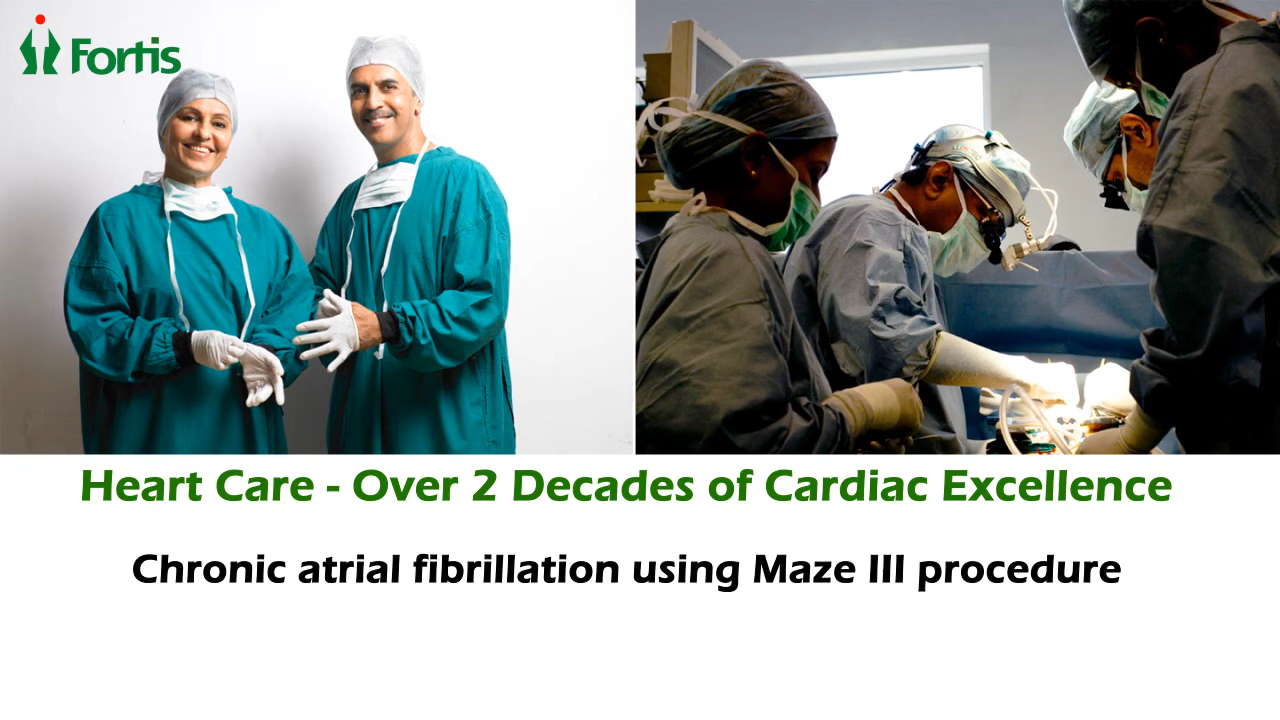 Fortis
Heart Care - Over 2 Decades of Cardiac Excellence
Chronic atrial fibrillation using Maze III procedure